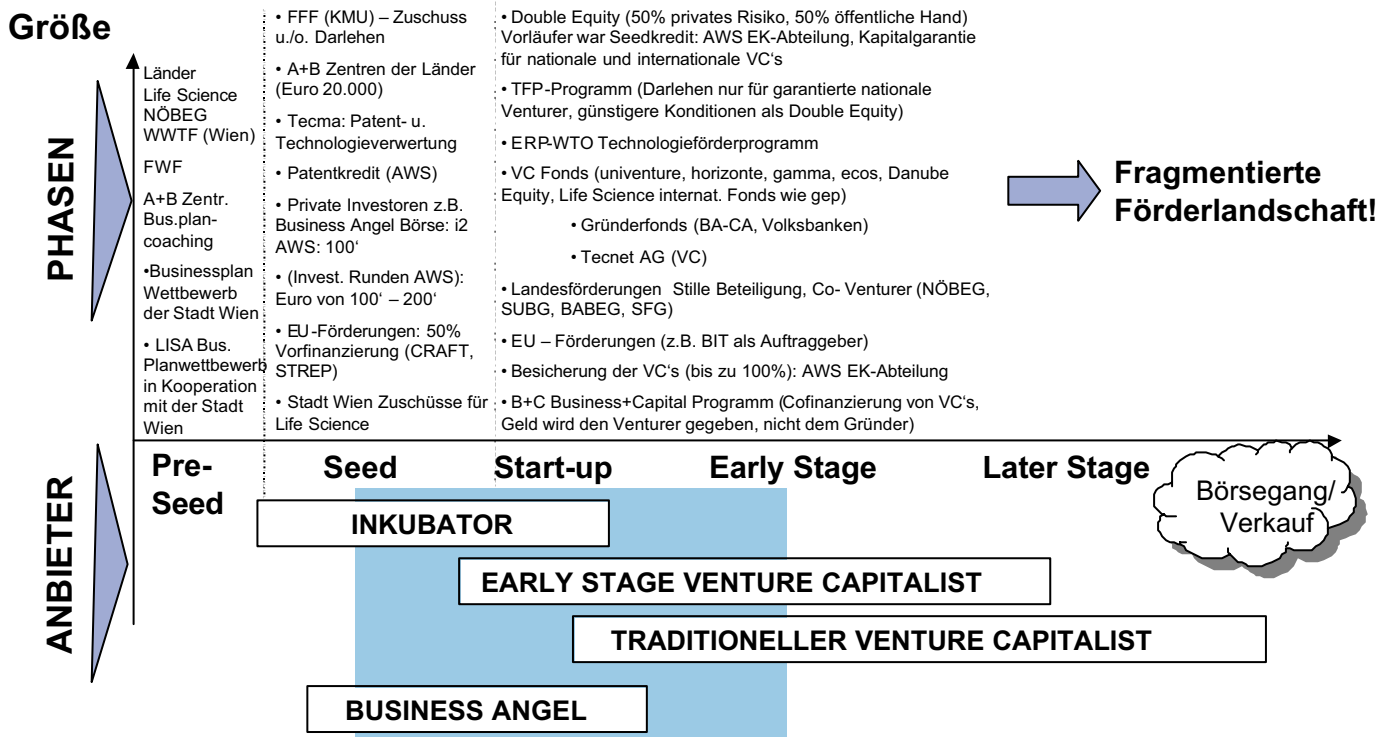 Größe
PHASEN
Länder
Life Science
NÖBEG
WWTF (Wien)
FWF
A+B Zentr.
Bus.plan-
coaching
•Businessplan
Wettbewerb
der Stadt Wien
• LISA Bus.
Planwettbewerb
in Kooperation
mit der Stadt
Wien
• FFF (KMU) – Zuschuss
u./o. Darlehen
• A+B Zentren der Länder
(Euro 20.000)
• Tecma: Patent- u.
Technologieverwertung
• Patentkredit (AWS)
• Private Investoren z.B.
Business Angel Börse: i2
AWS: 100‘
• (Invest. Runden AWS):
Euro von 100‘ – 200‘
• EU-Förderungen: 50%
Vorfinanzierung (CRAFT,
STREP)
• Stadt Wien Zuschüsse für
Life Science
• Double Equity (50% privates Risiko, 50% öffentliche Hand)
Vorläufer war Seedkredit: AWS EK-Abteilung, Kapitalgarantie
für nationale und internationale VC‘s
• TFP-Programm (Darlehen nur für garantierte nationale
Venturer, günstigere Konditionen als Double Equity)
• ERP-WTO Technologieförderprogramm
• VC Fonds (univenture, horizonte, gamma, ecos, Danube
Equity, Life Science internat. Fonds wie gep)
• Gründerfonds (BA-CA, Volksbanken)
• Tecnet AG (VC)
• Landesförderungen Stille Beteiligung, Co- Venturer (NÖBEG,
SUBG, BABEG, SFG)
• EU – Förderungen (z.B. BIT als Auftraggeber)
• Besicherung der VC‘s (bis zu 100%): AWS EK-Abteilung
• B+C Business+Capital Programm (Cofinanzierung von VC‘s,
Geld wird den Venturer gegeben, nicht dem Gründer)
Fragmentierte
Förderlandschaft!
Pre-
Seed
Seed
Start-up
Early Stage
Later Stage
Börsegang/
Verkauf
ANBIETER
INKUBATOR
EARLY STAGE VENTURE CAPITALIST
TRADITIONELLER VENTURE CAPITALIST
BUSINESS ANGEL